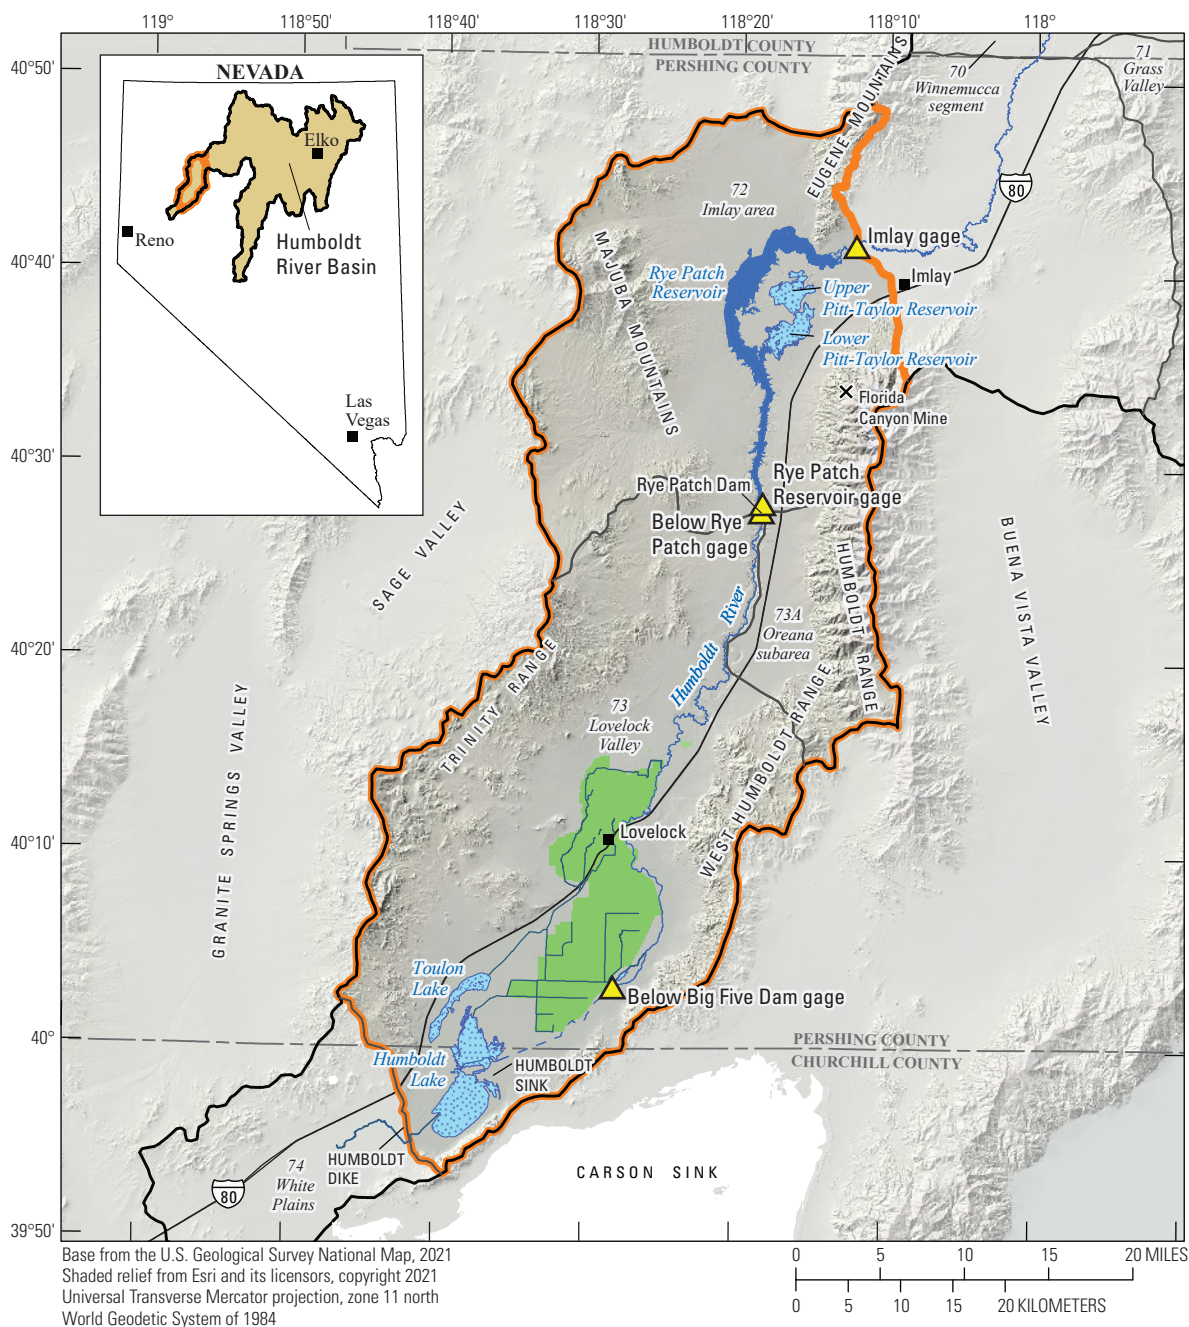 119°
118°50'
118°40'
118°30'
118°20'
118°10'
118°
40°50'
40°40'
40°30'
40°20'
40°10'
40°
39°50'
HUMBOLDT COUNTY
PERSHING COUNTY
70
Winnemucca
segment
71
Grass
Valley
80
NEVADA
Elko
Reno
Humboldt
River Basin
Las
Vegas
EUGENE MOUNTAINS
72
Imlay area
Imlay gage
Imlay
MAJUBA MOUNTAINS
Rye Patch
Reservoir
Upper
Pitt-Taylor Reservoir
Lower
Pitt-Taylor Reservoir
Florida
Canyon Mine
Rye Patch Dam
Rye Patch
Reservoir gage
Below Rye
Patch gage
SAGE VALLEY
BUENA VISTA VALLEY
HUMBOLDT RANGE
Humboldt River
73A
Oreana
subarea
TRINITY RANGE
73
Lovelock
Valley
WEST HUMBOLDT RANGE
GRANITE SPRINGS VALLEY
Lovelock
Toulon
Lake
Below Big Five Dam gage
PERSHING COUNTY
CHURCHILL COUNTY
Humboldt
Lake
HUMBOLDT
SINK
HUMBOLDT
DIKE
74
White
Plains
80
CARSON SINK
Base from the U.S. Geological Survey National Map, 2021
Shaded relief from Esri and its licensors, copyright 2021
Universal Transverse Mercator projection, zone 11 north
World Geodetic System of 1984
0 5 10 15 20 MILES
0 5 10 15 20 KILOMETERS